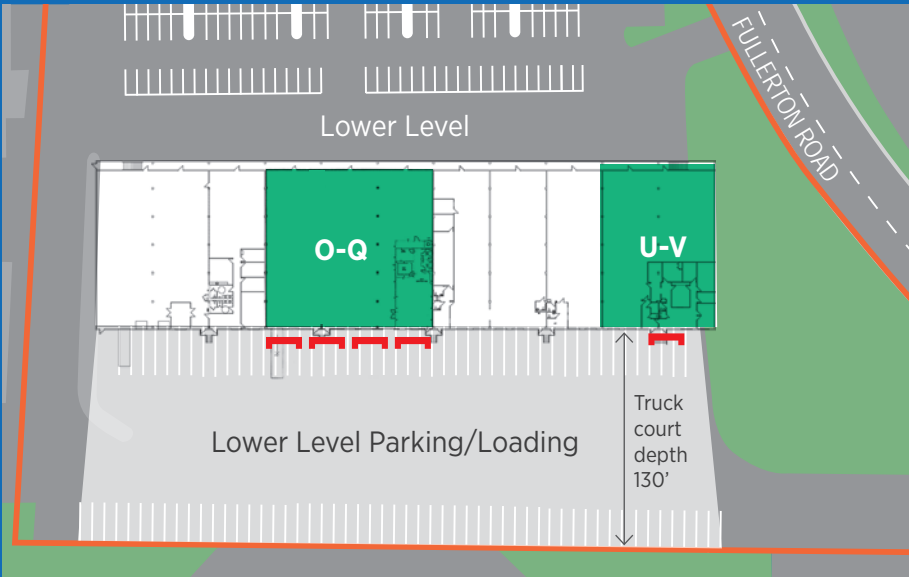 FULLERTON ROAD
Lower Level
O-Q
U-V
Lower Level Parking/Loading
Truck
court
depth
130’